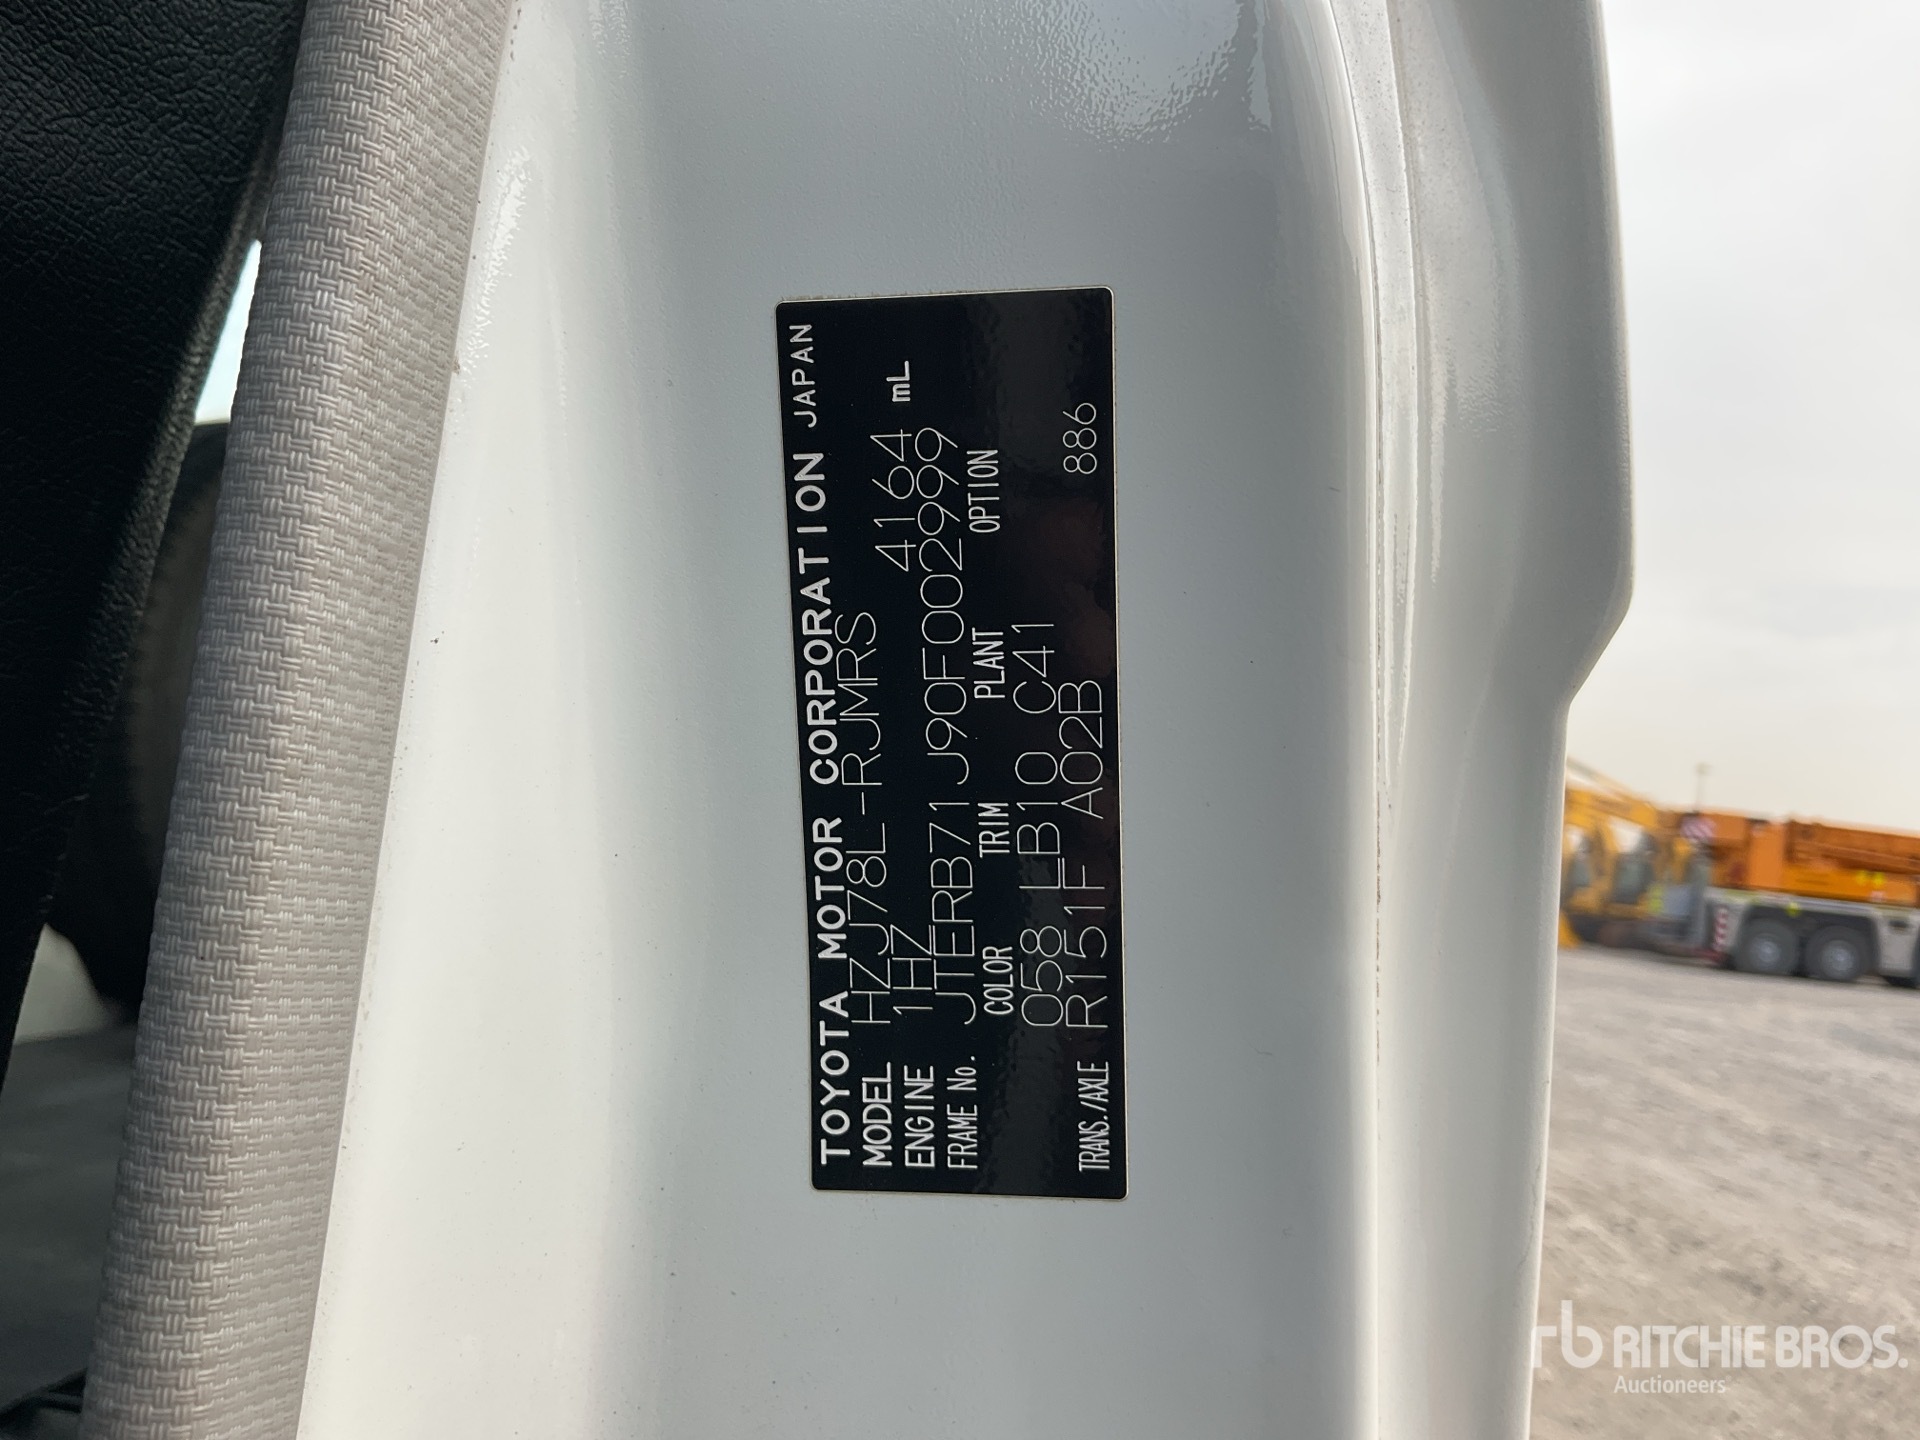 TOYOTA MOTOR CORPORATION JAPAN
MODEL HZJ78L-RJMRS
ENGINE 1HZ 4164 mL
FRAME No. JTERB71J90F002999
COLOR TRIM PLANT OPTION
058 LB10 C41
TRANS./AXLE R151F A02B 886
rb RITCHIE BROS.
Auctioneers